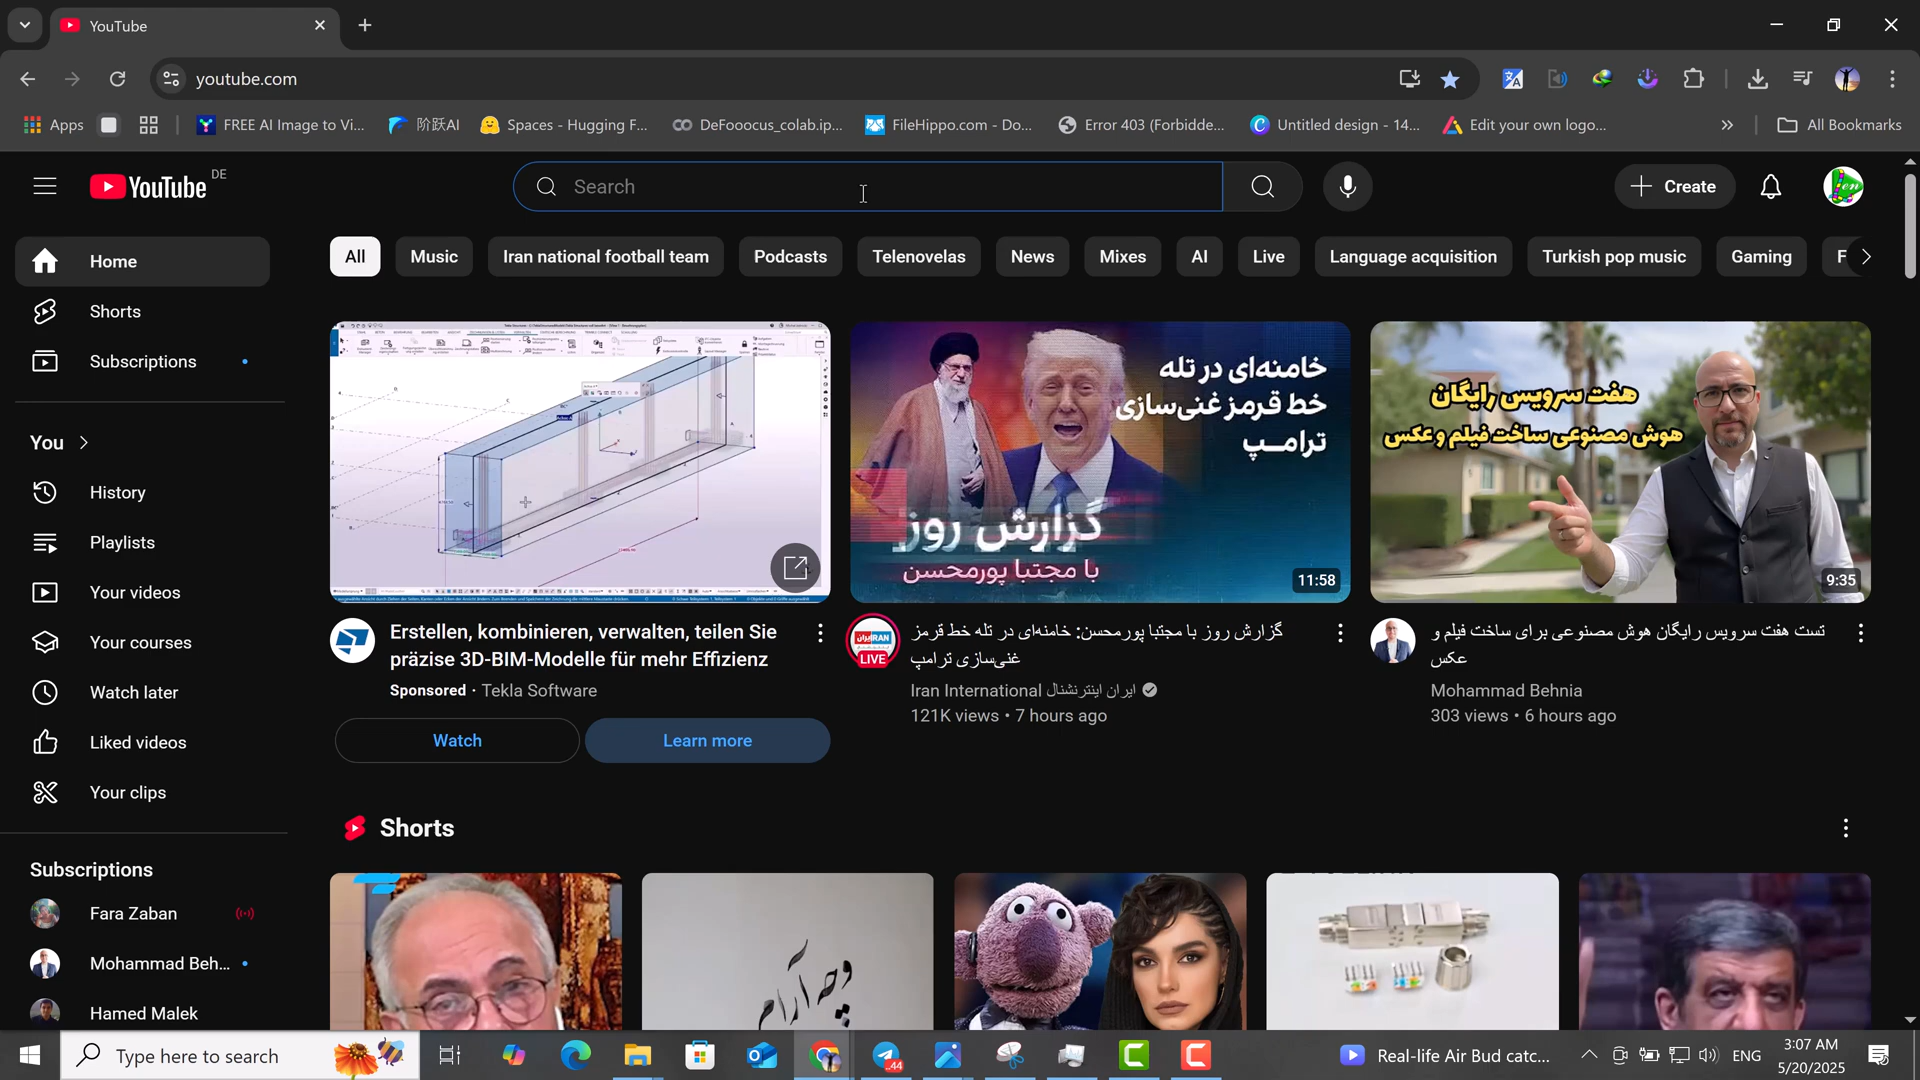 YouTube
youtube.com
Apps
FREE AI Image to Vi...
阶跃AI
Spaces - Hugging F...
DeFooocus_colab.ip...
FileHippo.com - Do...
Error 403 (Forbidde...
Untitled design - 14...
Edit your own logo...
All Bookmarks
YouTube DE
Search
Create
Home
Shorts
Subscriptions
You
History
Playlists
Your videos
Your courses
Watch later
Liked videos
Your clips
Subscriptions
Fara Zaban
Mohammad Beh...
Hamed Malek
All
Music
Iran national football team
Podcasts
Telenovelas
News
Mixes
AI
Live
Language acquisition
Turkish pop music
Gaming
F
Erstellen, kombinieren, verwalten, teilen Sie
präzise 3D-BIM-Modelle für mehr Effizienz
Sponsored • Tekla Software
Watch
Learn more
خامنه‌ای در تله
خط قرمز غنی‌سازی
ترامپ
گزارش روز
با مجتبا پورمحسن
11:58
LIVE
گزارش روز با مجتبا پورمحسن: خامنه‌ای در تله خط قرمز
غنی‌سازی ترامپ
Iran International ایران اینترنشنال
121K views • 7 hours ago
هفت سرویس رایگان
هوش مصنوعی ساخت فیلم و عکس
9:35
تست هفت سرویس رایگان هوش مصنوعی برای ساخت فیلم و
عکس
Mohammad Behnia
303 views • 6 hours ago
Shorts
Type here to search
44
Real-life Air Bud catc...
ENG
3:07 AM
5/20/2025